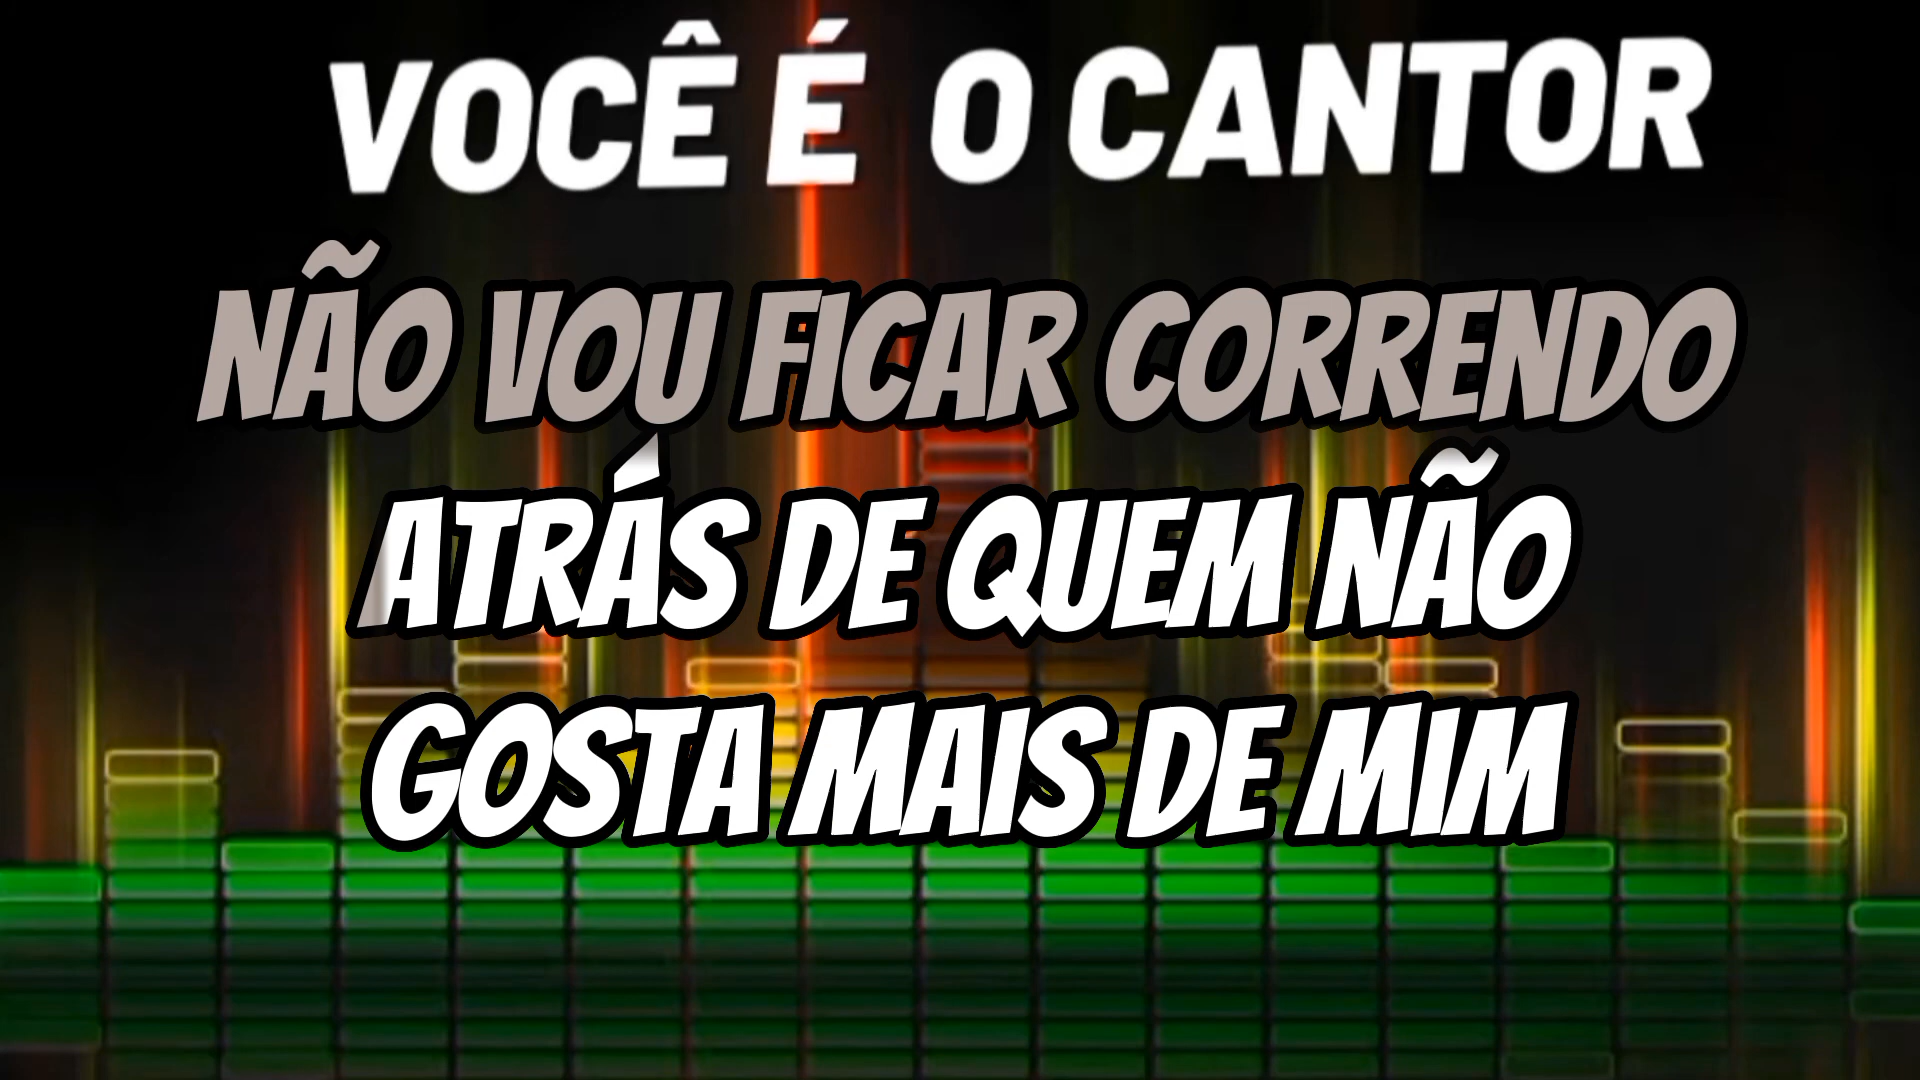 VOCÊ É O CANTOR
NÃO VOU FICAR CORRENDO
ATRÁS DE QUEM NÃO
GOSTA MAIS DE MIM